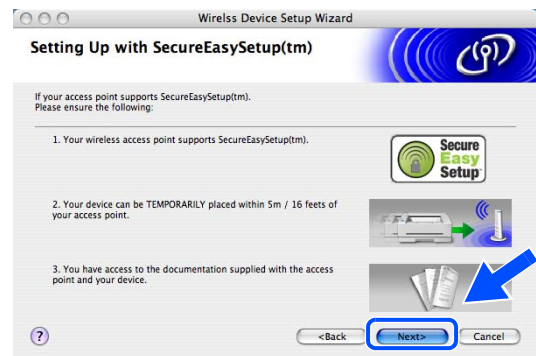 Wirelss Device Setup Wizard
Setting Up with SecureEasySetup(tm)
If your access point supports SecureEasySetup(tm).
Please ensure the following:
1. Your wireless access point supports SecureEasySetup(tm).
Secure
Easy
Setup
2. Your device can be TEMPORARILY placed within 5m / 16 feets of
your access point.
3. You have access to the documentation supplied with the access
point and your device.
?
<Back
Next>
Cancel